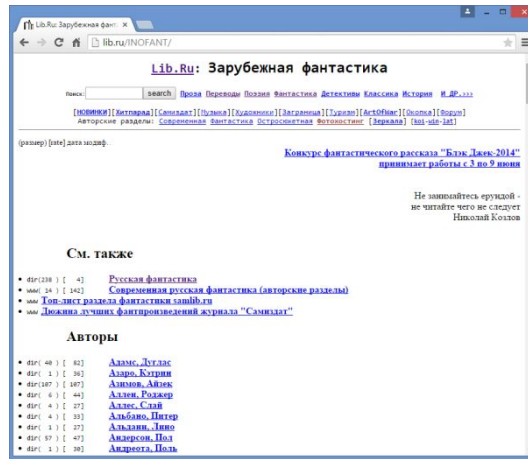 Lib.Ru: Зарубежная фант
lib.ru/INOFANT/
Lib.Ru: Зарубежная фантастика
Поиск: search Проза Переводы Поэзия Фантастика Детективы Классика История И ДР.>>>
[НОВИНКИ][Хитпарад][Самиздат][Музыка][Художники][Заграница][Туризм][ArtOfWar][Окопка][Форум]
Авторские разделы: Современная Фантастика Остросюжетная Фотохостинг [Зеркала] [koi-win-lat]
(размер) [rate] дата модиф.
Конкурс фантастического рассказа "Блэк Джек-2014"
принимает работы с 3 по 9 июня
Не занимайтесь ерундой -
не читайте чего не следует
Николай Козлов
См. также
dir(238 ) [ 4] Русская фантастика
www( 14 ) [ 142] Современная русская фантастика (авторские разделы)
www Топ-лист раздела фантастики samlib.ru
www Дюжина лучших фантпроизведений журнала "Самиздат"
Авторы
dir( 40 ) [ 82] Адамс, Дуглас
dir( 1 ) [ 36] Азаро, Кэтрин
dir(187 ) [ 107] Азимов, Айзек
dir( 6 ) [ 44] Аллен, Роджер
dir( 4 ) [ 27] Аллес, Слай
dir( 4 ) [ 33] Альбано, Питер
dir( 1 ) [ 27] Альдани, Лино
dir( 57 ) [ 47] Андерсон, Пол
dir( 1 ) [ 30] Андреота, Поль